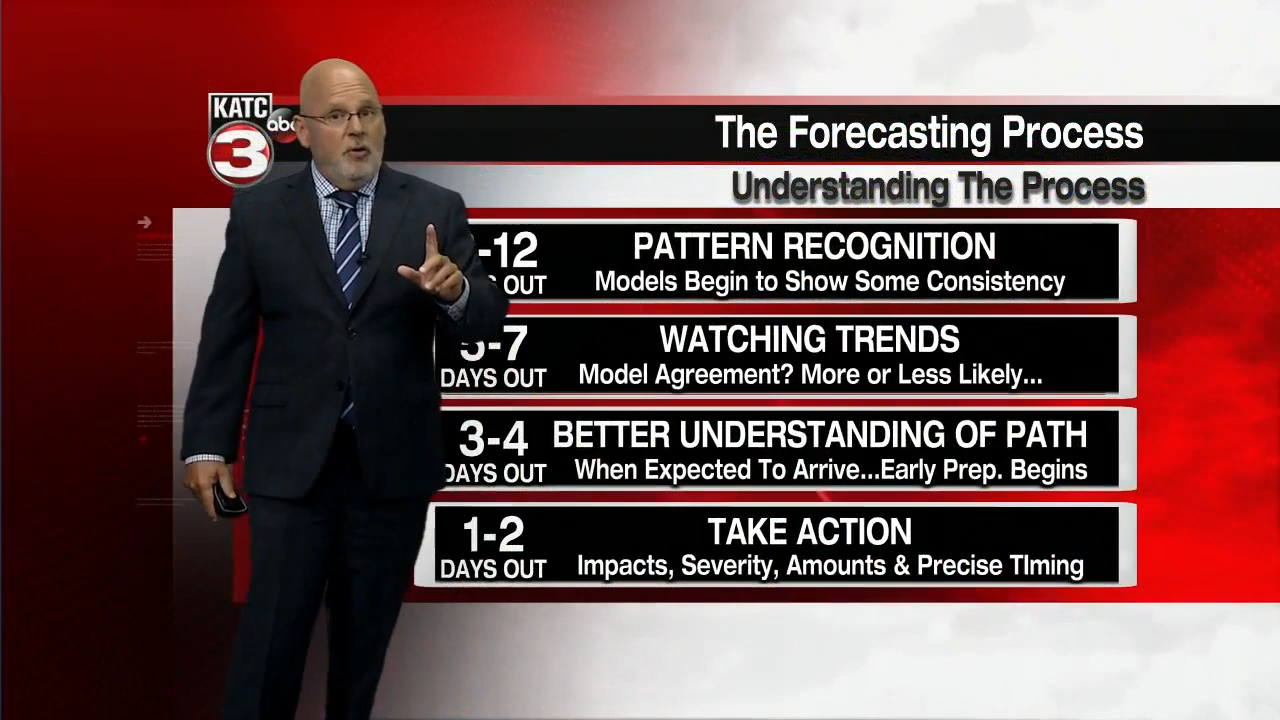 KATC
abc
3
The Forecasting Process
Understanding The Process
-12
OUT
PATTERN RECOGNITION
Models Begin to Show Some Consistency
5-7
DAYS OUT
WATCHING TRENDS
Model Agreement? More or Less Likely...
3-4
DAYS OUT
BETTER UNDERSTANDING OF PATH
When Expected To Arrive...Early Prep. Begins
1-2
DAYS OUT
TAKE ACTION
Impacts, Severity, Amounts & Precise TIming